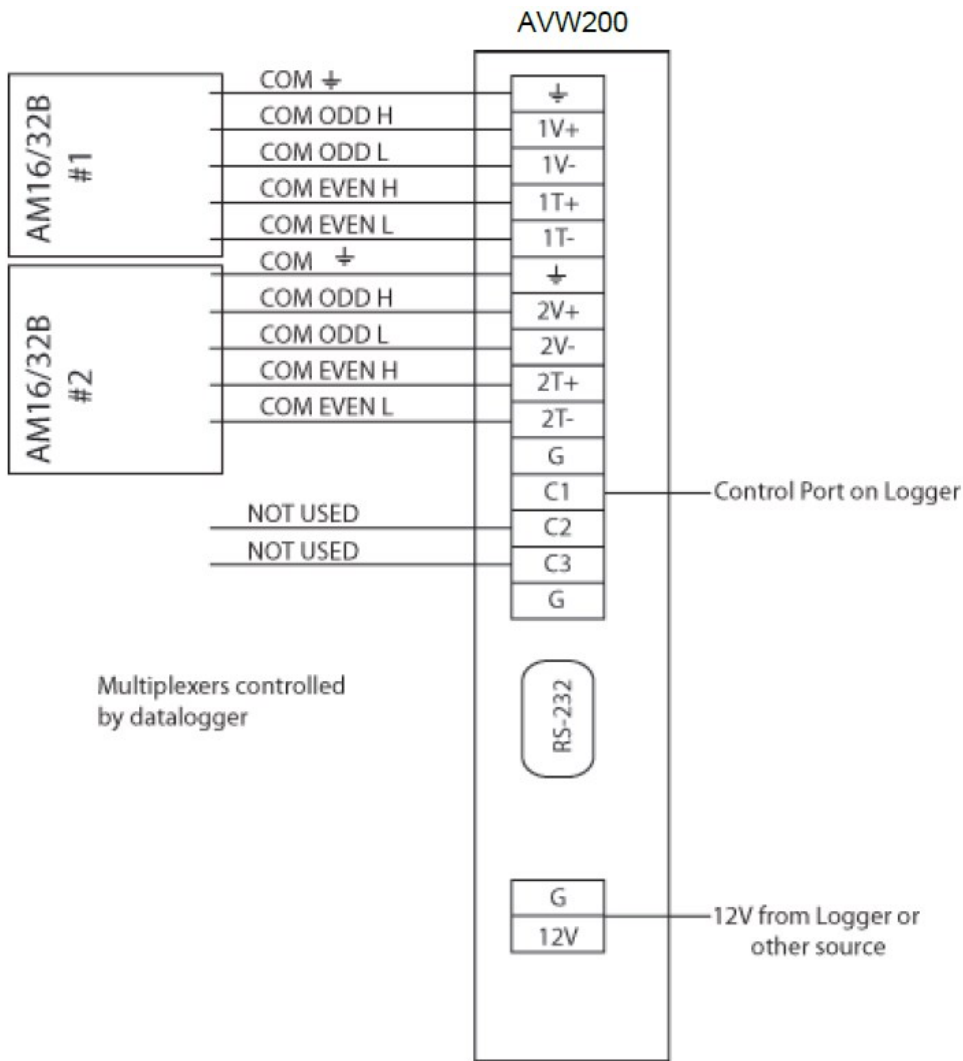 AVW200
AM16/32B
#1
COM ⏚
COM ODD H
COM ODD L
COM EVEN H
COM EVEN L
AM16/32B
#2
COM ⏚
COM ODD H
COM ODD L
COM EVEN H
COM EVEN L
NOT USED
NOT USED
⏚
1V+
1V-
1T+
1T-
⏚
2V+
2V-
2T+
2T-
G
C1
C2
C3
G
Control Port on Logger
Multiplexers controlled
by datalogger
RS-232
G
12V
12V from Logger or
other source